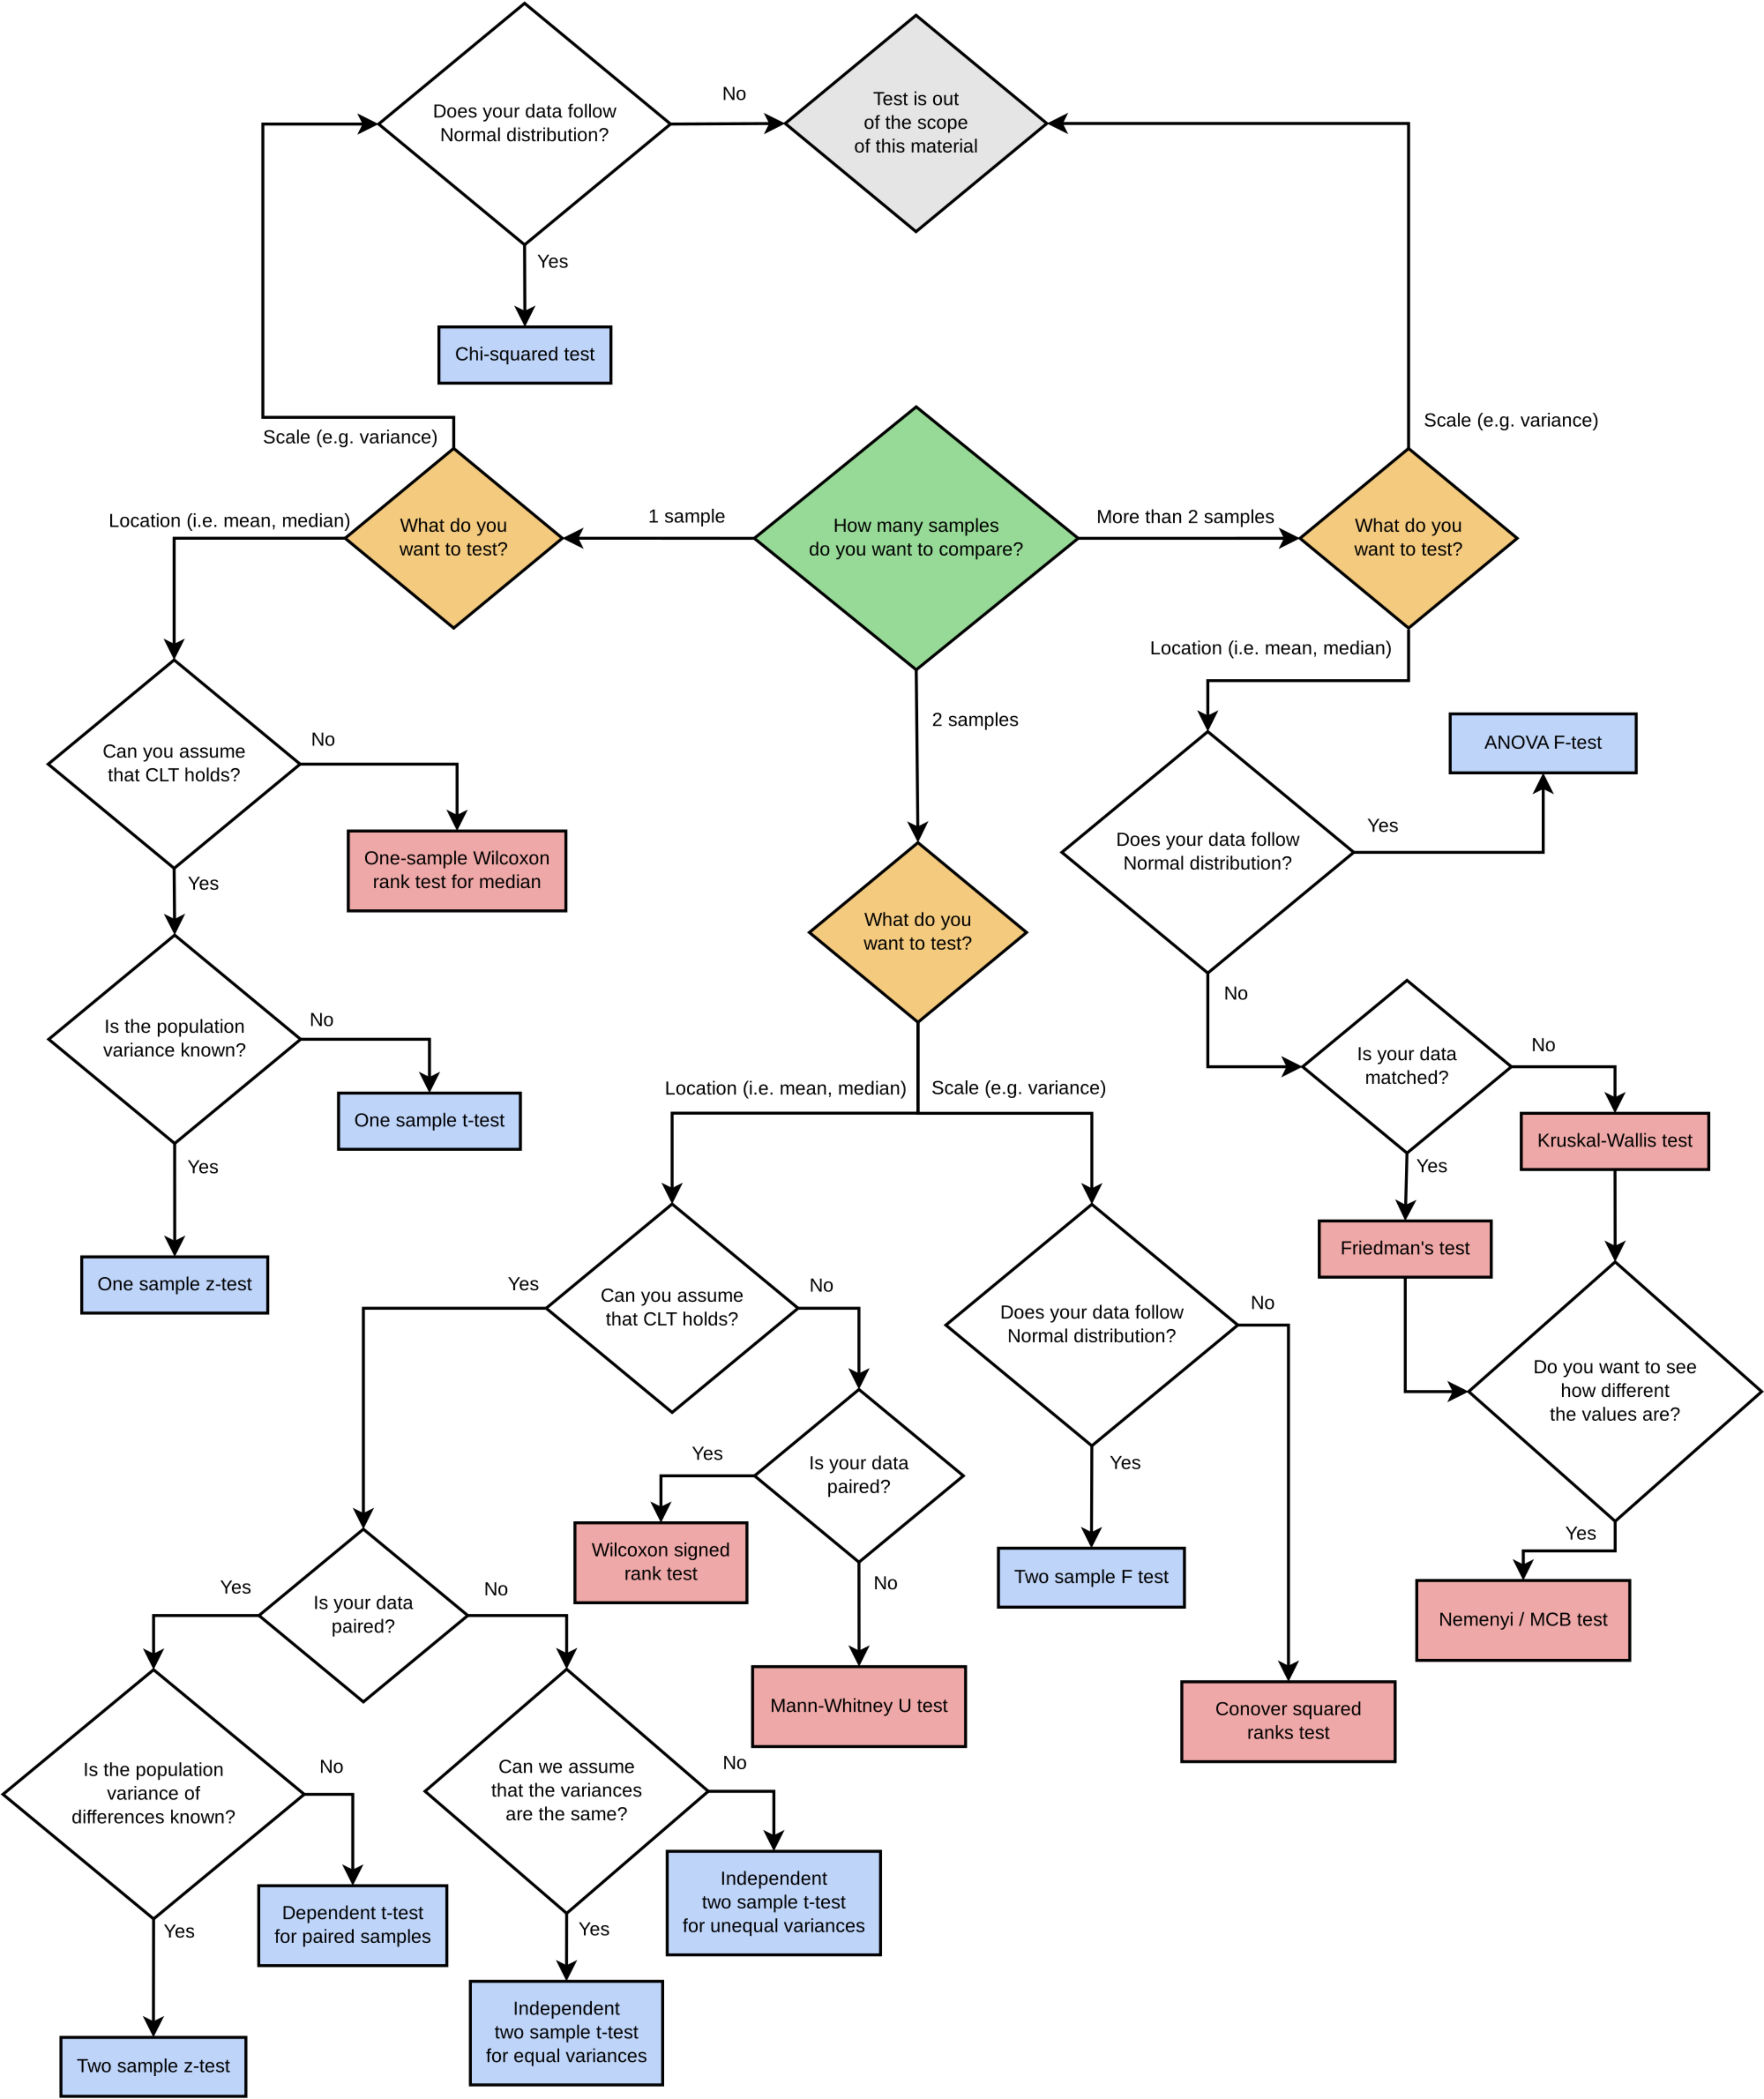 Does your data follow
Normal distribution?
No
Test is out
of the scope
of this material
Yes
Chi-squared test
Scale (e.g. variance)
Scale (e.g. variance)
Location (i.e. mean, median)
What do you
want to test?
1 sample
How many samples
do you want to compare?
More than 2 samples
What do you
want to test?
Location (i.e. mean, median)
2 samples
Can you assume
that CLT holds?
No
ANOVA F-test
One-sample Wilcoxon
rank test for median
Yes
Does your data follow
Normal distribution?
Yes
What do you
want to test?
No
Is the population
variance known?
No
One sample t-test
Yes
One sample z-test
Is your data
matched?
No
Kruskal-Wallis test
Yes
Friedman's test
Location (i.e. mean, median)
Scale (e.g. variance)
Yes
Can you assume
that CLT holds?
No
Does your data follow
Normal distribution?
No
Do you want to see
how different
the values are?
Yes
Is your data
paired?
Yes
Wilcoxon signed
rank test
No
Two sample F test
Yes
Nemenyi / MCB test
Yes
Is your data
paired?
No
Mann-Whitney U test
Conover squared
ranks test
Is the population
variance of
differences known?
No
Can we assume
that the variances
are the same?
No
Independent
two sample t-test
for unequal variances
Dependent t-test
for paired samples
Yes
Yes
Independent
two sample t-test
for equal variances
Two sample z-test